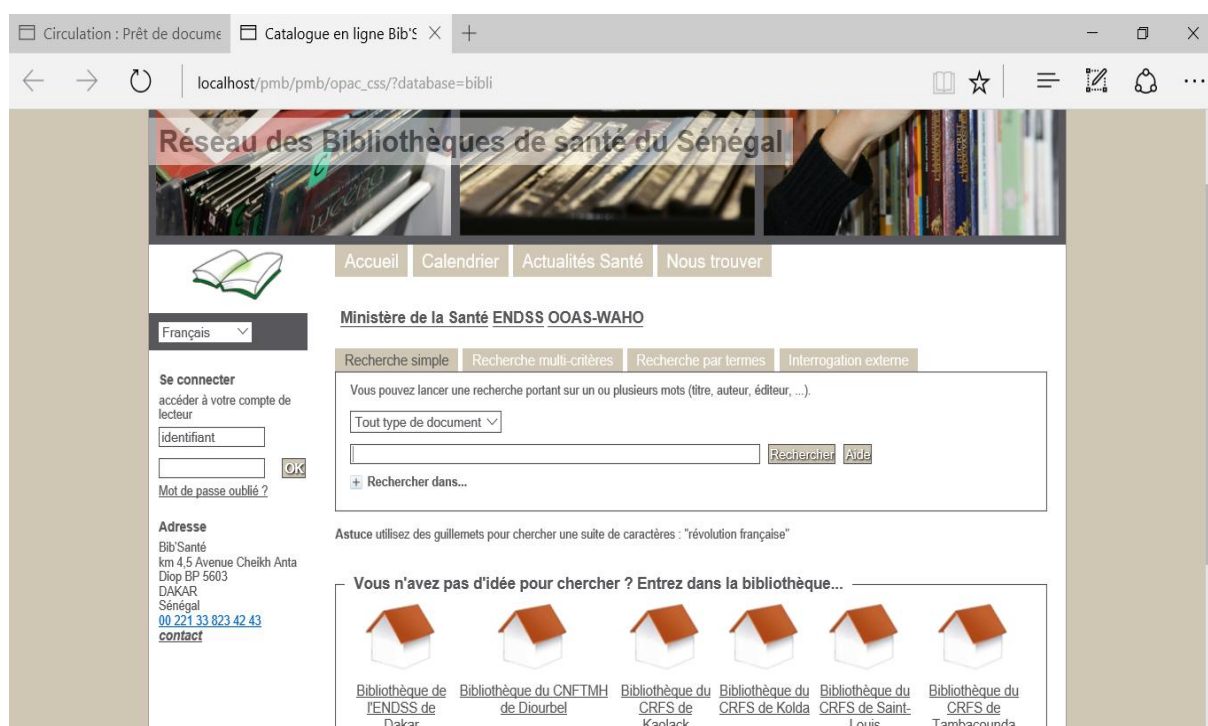 Circulation : Prêt de docume
Catalogue en ligne Bib'S
localhost/pmb/pmb/opac_css/?database=bibli
Réseau des Bibliothèques de santé du Sénégal
Accueil Calendrier Actualités Santé Nous trouver
Ministère de la Santé ENDSS OOAS-WAHO
Français
Recherche simple Recherche multi-critères Recherche par termes Interrogation externe
Se connecter
accéder à votre compte de
lecteur
identifiant
OK
Mot de passe oublié ?
Vous pouvez lancer une recherche portant sur un ou plusieurs mots (titre, auteur, éditeur, ...).
Tout type de document
Rechercher Aide
+ Rechercher dans...
Adresse
Bib'Santé
km 4,5 Avenue Cheikh Anta
Diop BP 5603
DAKAR
Sénégal
00 221 33 823 42 43
contact
Astuce utilisez des guillemets pour chercher une suite de caractères : "révolution française"
Vous n'avez pas d'idée pour chercher ? Entrez dans la bibliothèque...
Bibliothèque de
l'ENDSS de
Dakar
Bibliothèque du CNFTMH
de Diourbel
Bibliothèque du
CRFS de
Kaolack
Bibliothèque du
CRFS de Kolda
Bibliothèque du
CRFS de Saint-
Louis
Bibliothèque du
CRFS de
Tambacounda